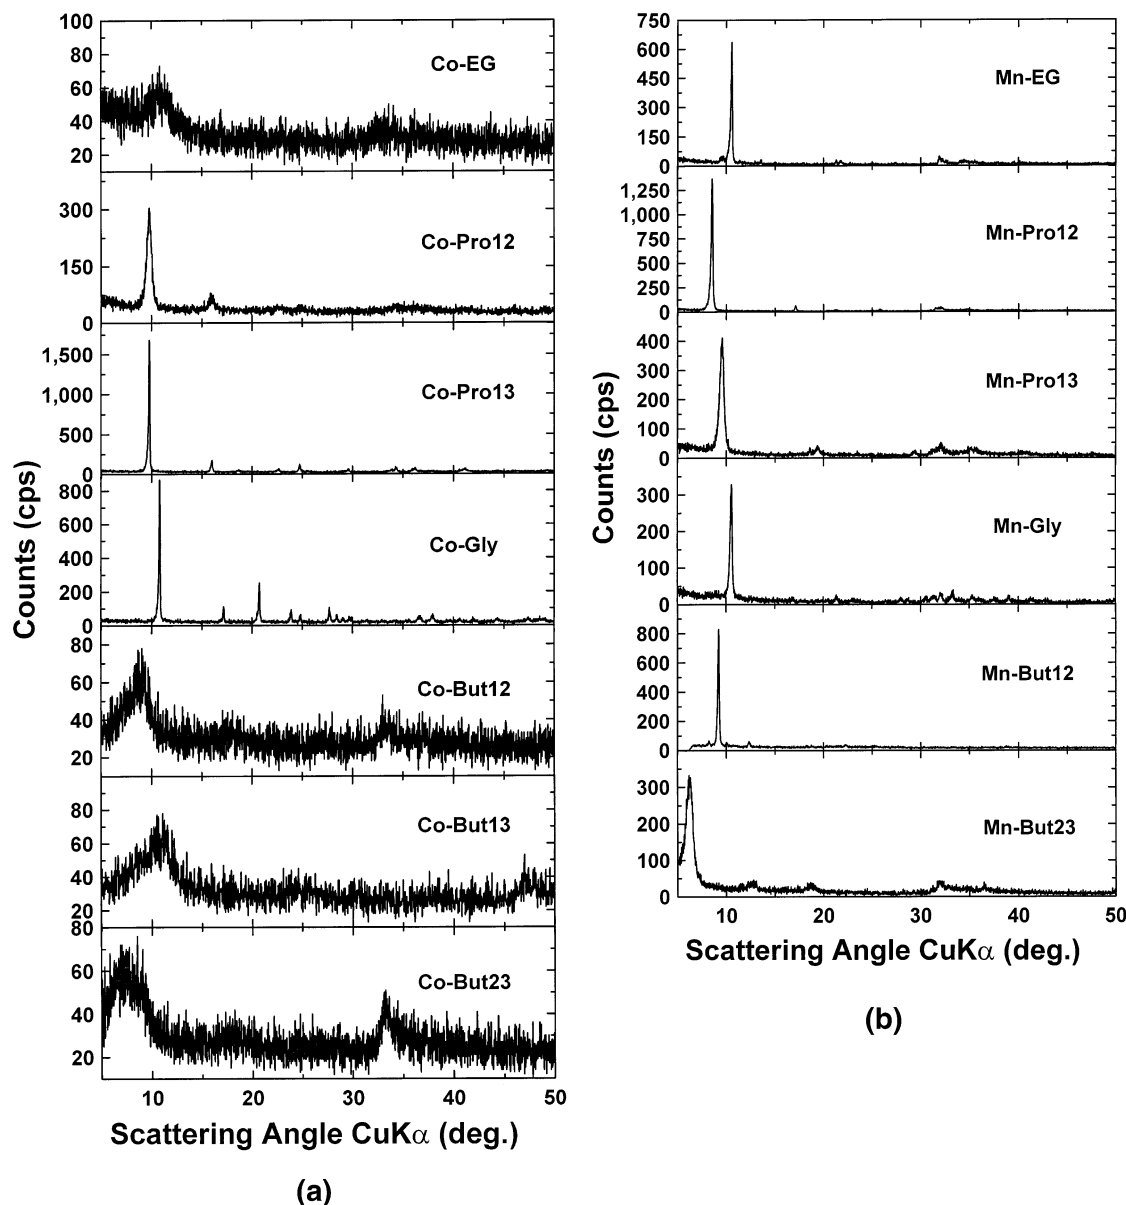 Counts (cps)
100
80
60
40
20
Co-EG
300
150
0
Co-Pro12
1,500
1,000
500
0
Co-Pro13
800
600
400
200
0
Co-Gly
80
60
40
20
Co-But12
80
60
40
20
Co-But13
80
60
40
20
Co-But23
10 20 30 40 50
Scattering Angle CuKα (deg.)
(a)
Counts (cps)
750
600
450
300
150
0
Mn-EG
1,250
1,000
750
500
250
0
Mn-Pro12
400
300
200
100
0
Mn-Pro13
300
200
100
0
Mn-Gly
800
600
400
200
0
Mn-But12
300
200
100
0
Mn-But23
10 20 30 40 50
Scattering Angle CuKα (deg.)
(b)